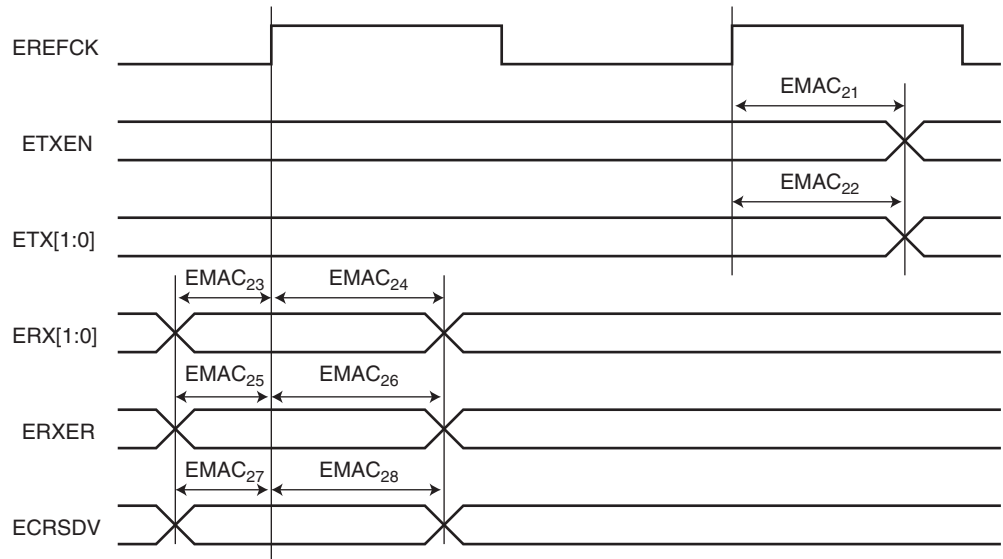 EREFCK
EMAC21
ETXEN
EMAC22
ETX[1:0]
EMAC23 EMAC24
ERX[1:0]
EMAC25 EMAC26
ERXER
EMAC27 EMAC28
ECRSDV